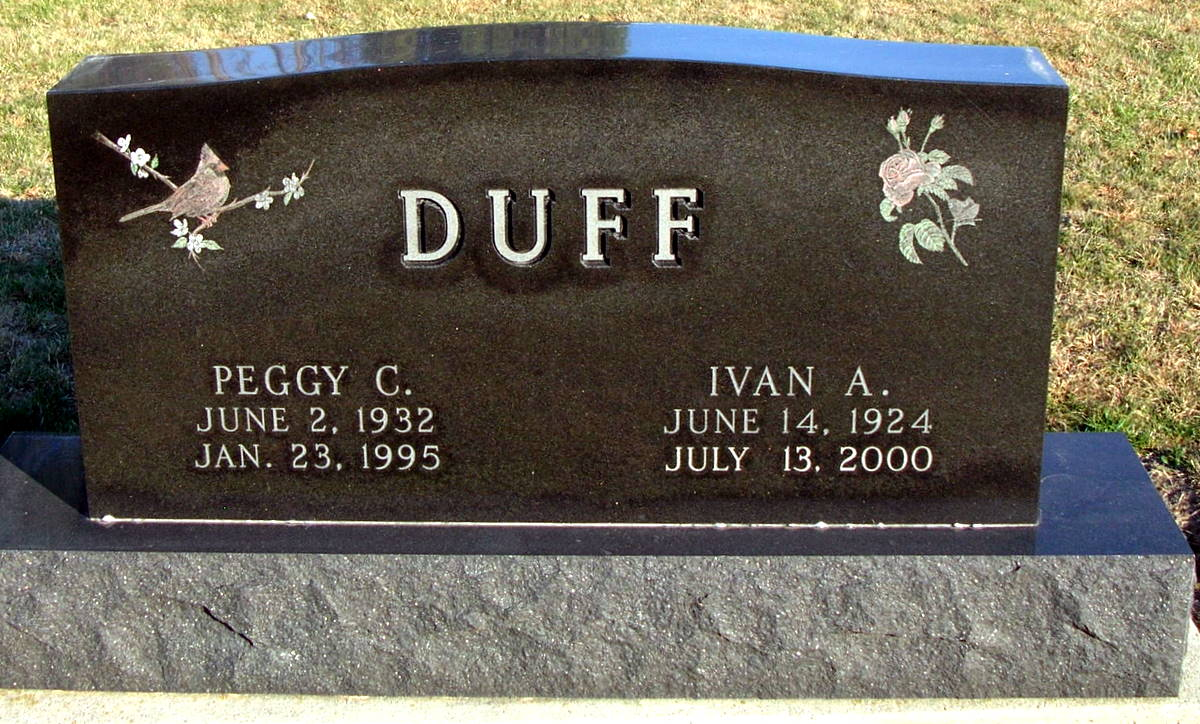 DUFF
PEGGY C.
JUNE 2, 1932
JAN. 23, 1995
IVAN A.
JUNE 14, 1924
JULY 13, 2000